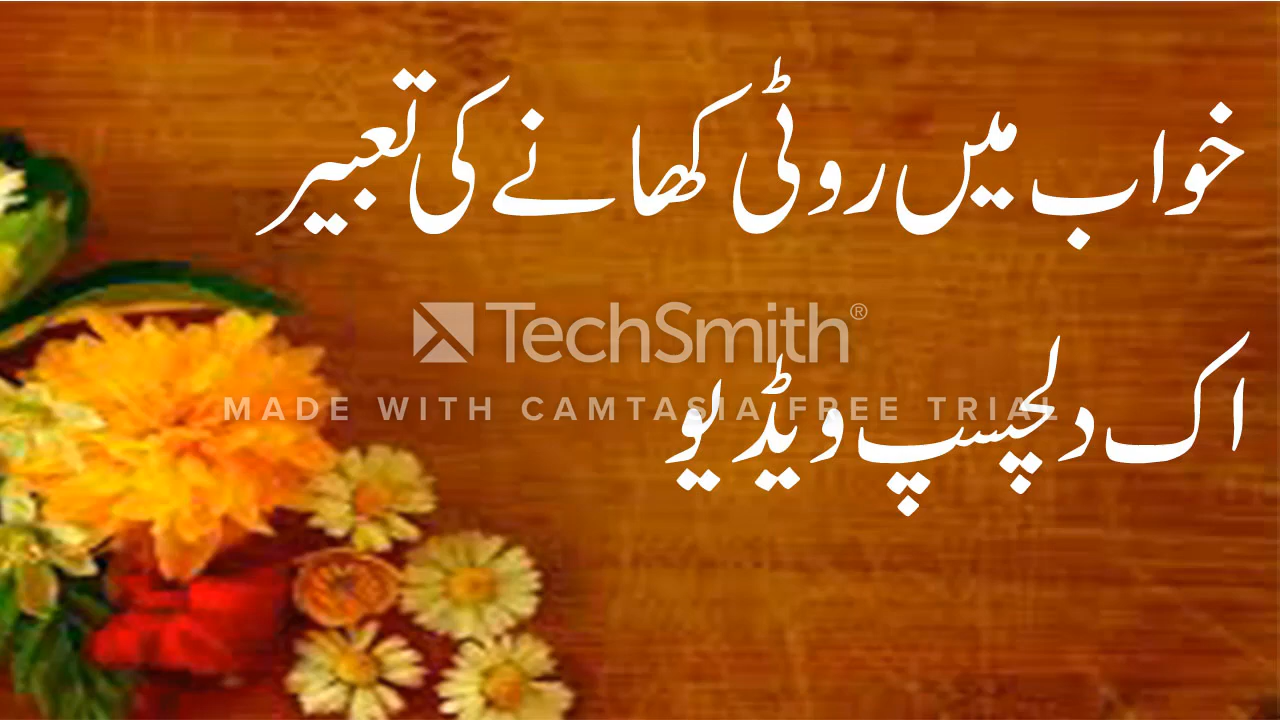 خواب میں روٹی کھانے کی تعبیر
TechSmith®
MADE WITH CAMTASIA FREE TRIAL
اک دلچسپ ویڈیو